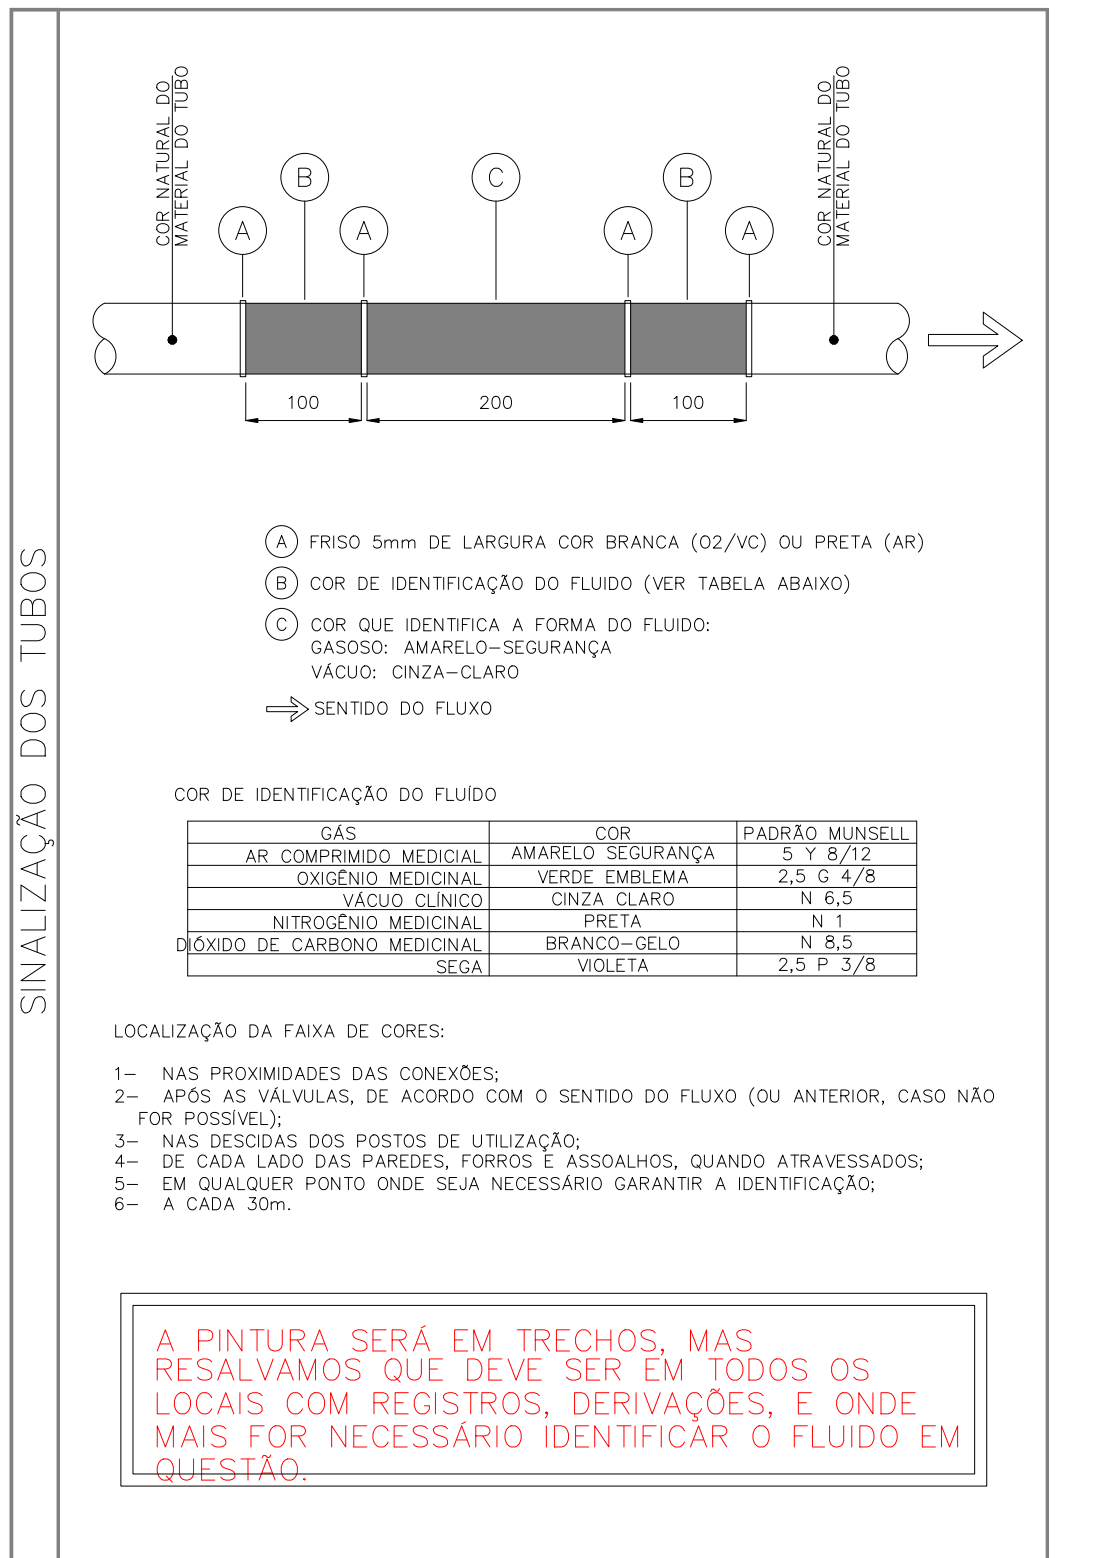 SINALIZAÇÃO DOS TUBOS
COR NATURAL DO
MATERIAL DO TUBO
COR NATURAL DO
MATERIAL DO TUBO
B
C
B
A
A
A
A
100
200
100
A FRISO 5mm DE LARGURA COR BRANCA (O2/VC) OU PRETA (AR)
B COR DE IDENTIFICAÇÃO DO FLUIDO (VER TABELA ABAIXO)
C COR QUE IDENTIFICA A FORMA DO FLUIDO:
GASOSO: AMARELO-SEGURANÇA
VÁCUO: CINZA-CLARO
SENTIDO DO FLUXO
COR DE IDENTIFICAÇÃO DO FLUÍDO
GÁS COR PADRÃO MUNSELL
AR COMPRIMIDO MEDICIAL AMARELO SEGURANÇA 5 Y 8/12
OXIGÊNIO MEDICINAL VERDE EMBLEMA 2,5 G 4/8
VÁCUO CLÍNICO CINZA CLARO N 6,5
NITROGÊNIO MEDICINAL PRETA N 1
DIÓXIDO DE CARBONO MEDICINAL BRANCO-GELO N 8,5
SEGA VIOLETA 2,5 P 3/8
LOCALIZAÇÃO DA FAIXA DE CORES:
1- NAS PROXIMIDADES DAS CONEXÕES;
2- APÓS AS VÁLVULAS, DE ACORDO COM O SENTIDO DO FLUXO (OU ANTERIOR, CASO NÃO
FOR POSSÍVEL);
3- NAS DESCIDAS DOS POSTOS DE UTILIZAÇÃO;
4- DE CADA LADO DAS PAREDES, FORROS E ASSOALHOS, QUANDO ATRAVESSADOS;
5- EM QUALQUER PONTO ONDE SEJA NECESSÁRIO GARANTIR A IDENTIFICAÇÃO;
6- A CADA 30m.
A PINTURA SERÁ EM TRECHOS, MAS
RESALVAMOS QUE DEVE SER EM TODOS OS
LOCAIS COM REGISTROS, DERIVAÇÕES, E ONDE
MAIS FOR NECESSÁRIO IDENTIFICAR O FLUIDO EM
QUESTÃO.